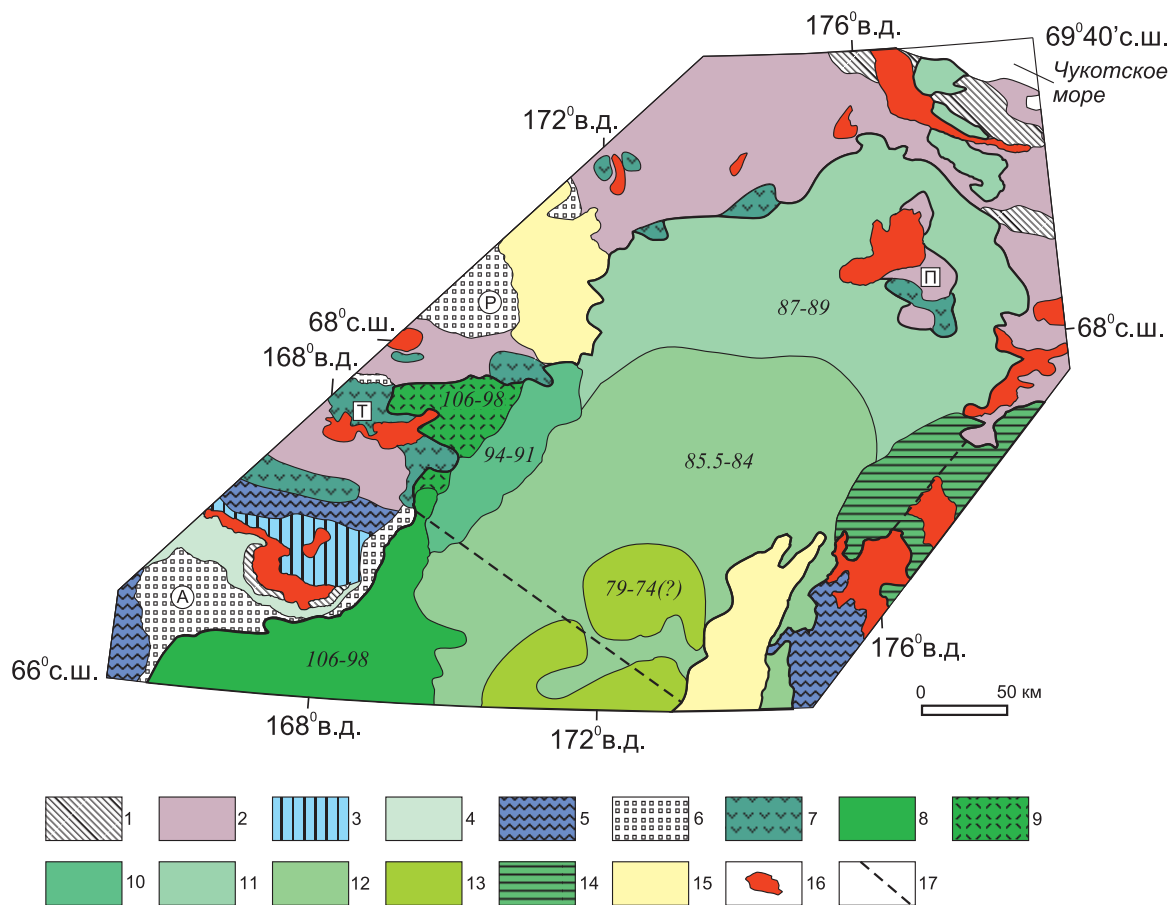 176⁰в.д.
69⁰40'с.ш.
Чукотское
море
172⁰в.д.
Р
П
87-89
68⁰с.ш.
68⁰с.ш.
168⁰в.д.
Т
106-98
94-91
85.5-84
А
79-74(?)
106-98
66⁰с.ш.
176⁰в.д.
0 50 км
168⁰в.д.
172⁰в.д.
1 2 3 4 5 6 7 8 9
10 11 12 13 14 15 16 17